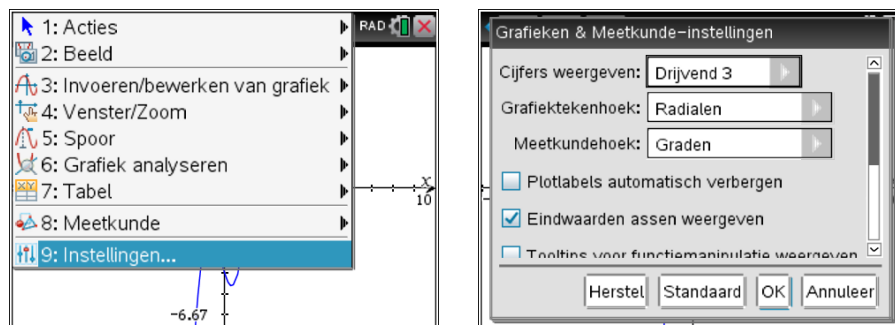 1: Acties
2: Beeld
3: Invoeren/bewerken van grafiek
4: Venster/Zoom
5: Spoor
6: Grafiek analyseren
7: Tabel
8: Meetkunde
9: Instellingen...
RAD
x
10
-6.67
Grafieken & Meetkunde-instellingen
Cijfers weergeven: Drijvend 3
Grafiektekenhoek: Radialen
Meetkundehoek: Graden
Plotlabels automatisch verbergen
Eindwaarden assen weergeven
Tooltips voor functiemanipulatie weergeven
Herstel Standaard OK Annuleer